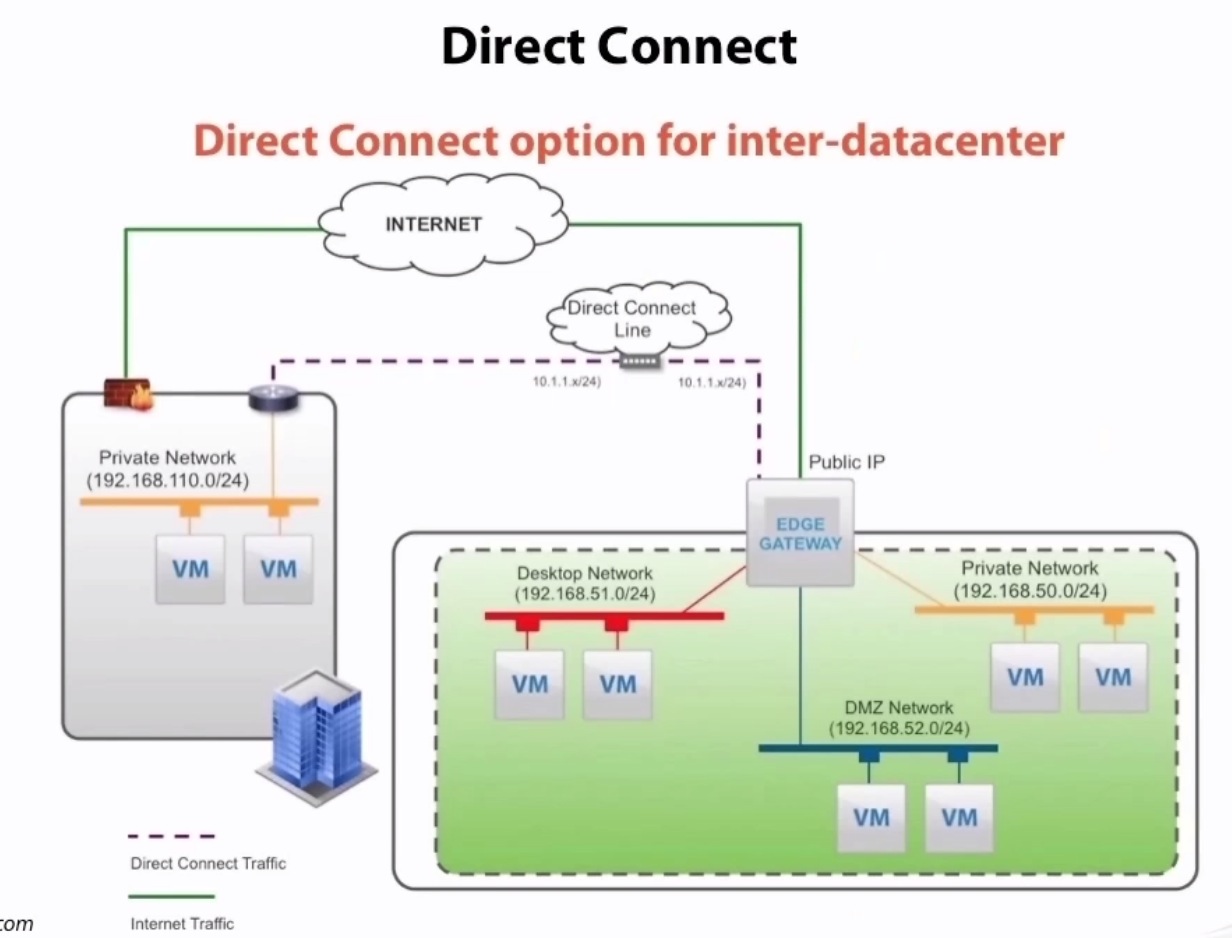 Direct Connect
Direct Connect option for inter-datacenter
INTERNET
Direct Connect
Line
10.1.1.x/24)
10.1.1.x/24)
Public IP
Private Network
(192.168.110.0/24)
VM
VM
EDGE
GATEWAY
Desktop Network
(192.168.51.0/24)
VM
VM
Private Network
(192.168.50.0/24)
VM
VM
DMZ Network
(192.168.52.0/24)
VM
VM
Direct Connect Traffic
Internet Traffic
com